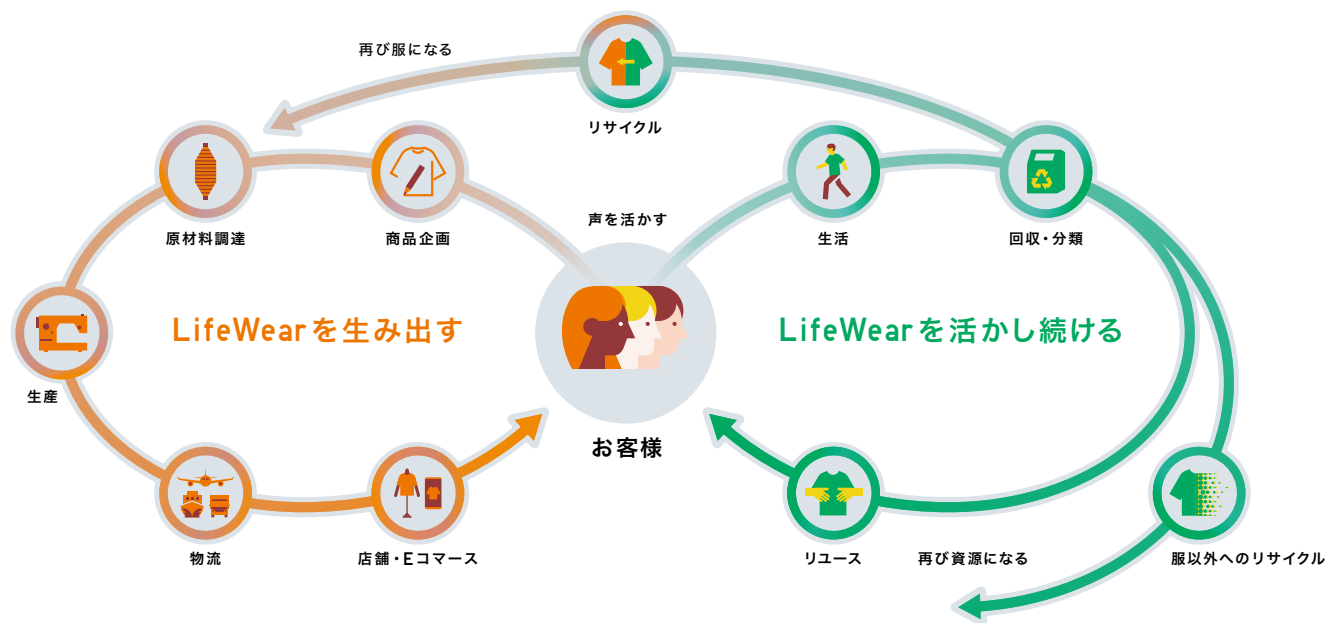 再び服になる
リサイクル
原材料調達
商品企画
声を活かす
生活
回収・分類
LifeWearを生み出す
LifeWearを活かし続ける
生産
お客様
物流
店舗・Eコマース
リユース
再び資源になる
服以外へのリサイクル